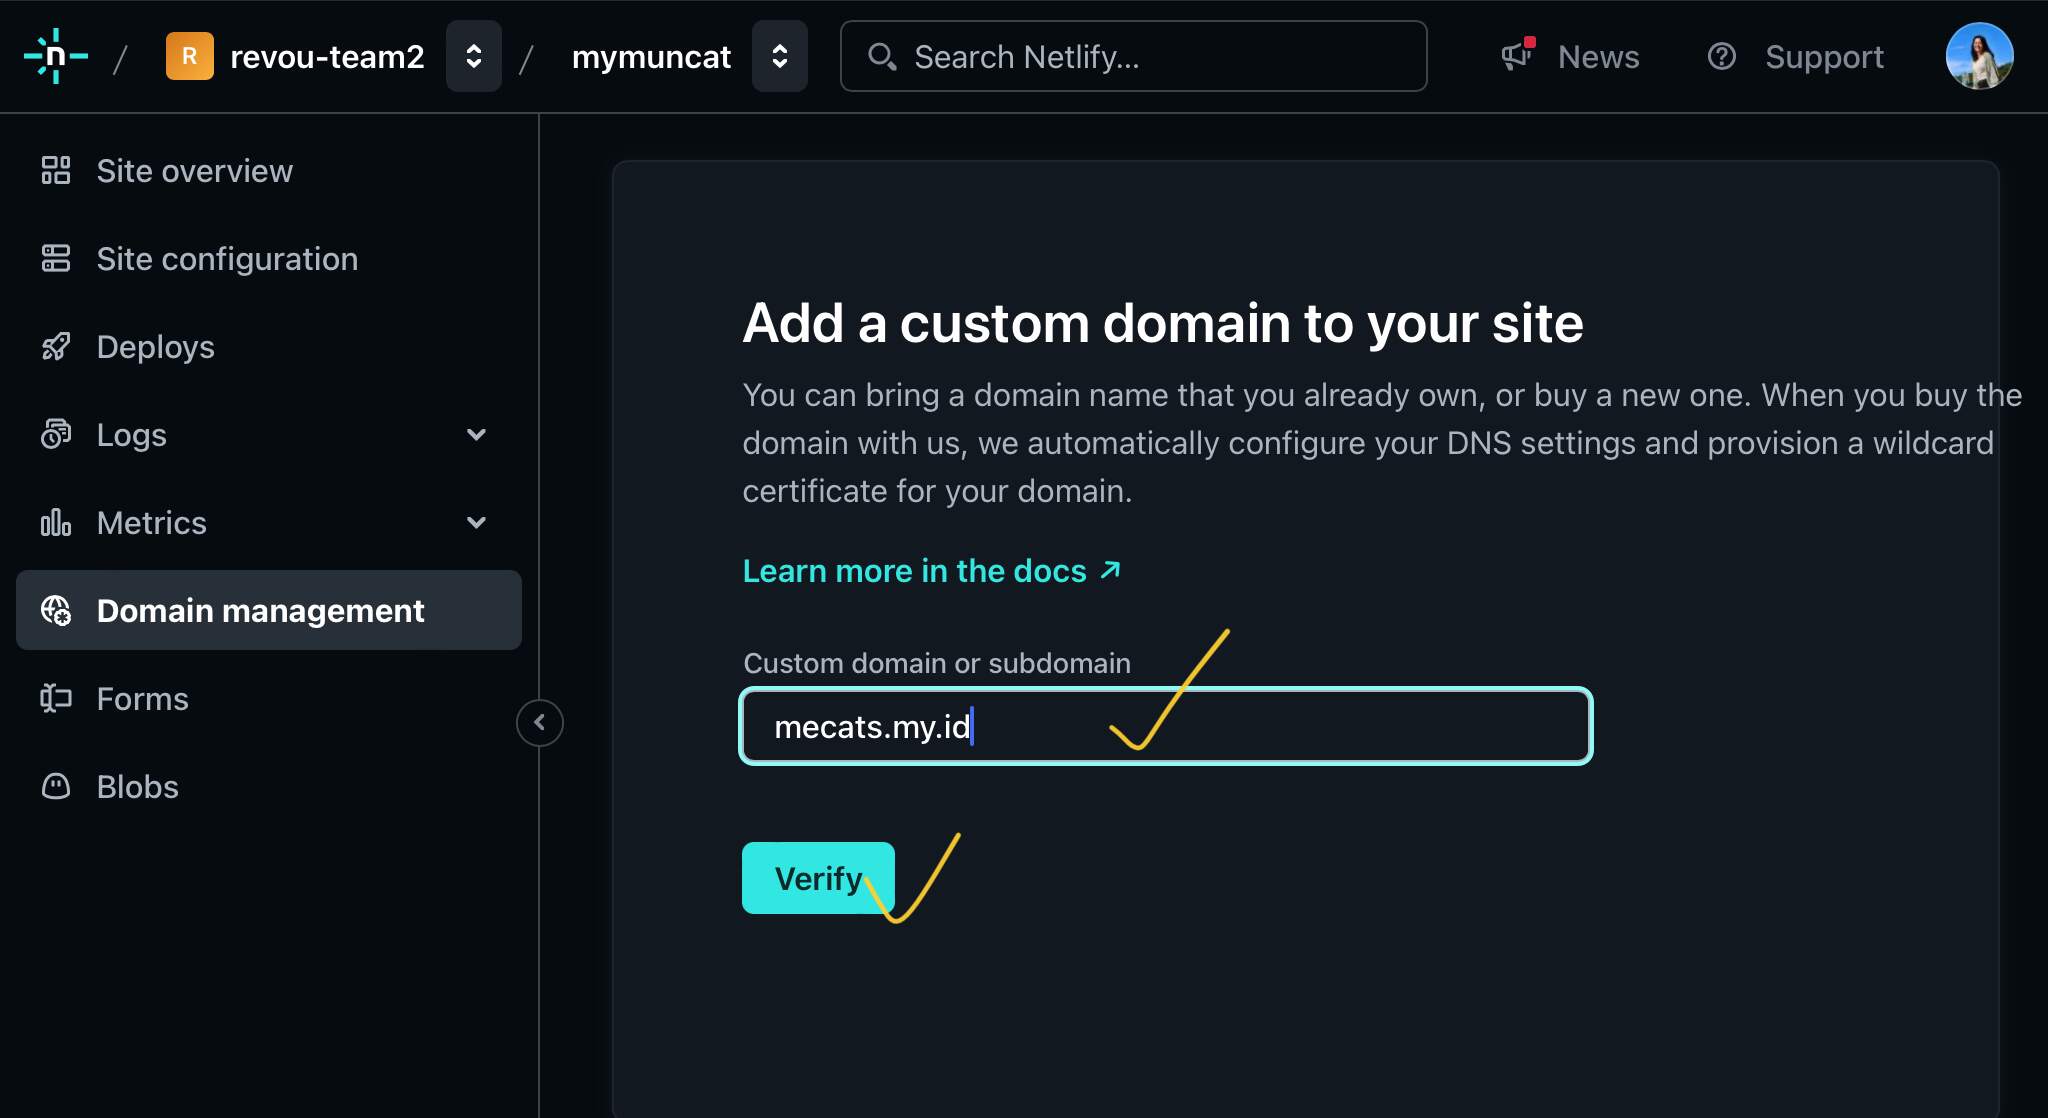 n / R revou-team2 / mymuncat Search Netlify... News Support
Site overview
Site configuration
Deploys
Logs
Metrics
Domain management
Forms
Blobs
Add a custom domain to your site
You can bring a domain name that you already own, or buy a new one. When you buy the
domain with us, we automatically configure your DNS settings and provision a wildcard
certificate for your domain.
Learn more in the docs ↗
Custom domain or subdomain
mecats.my.id
Verify